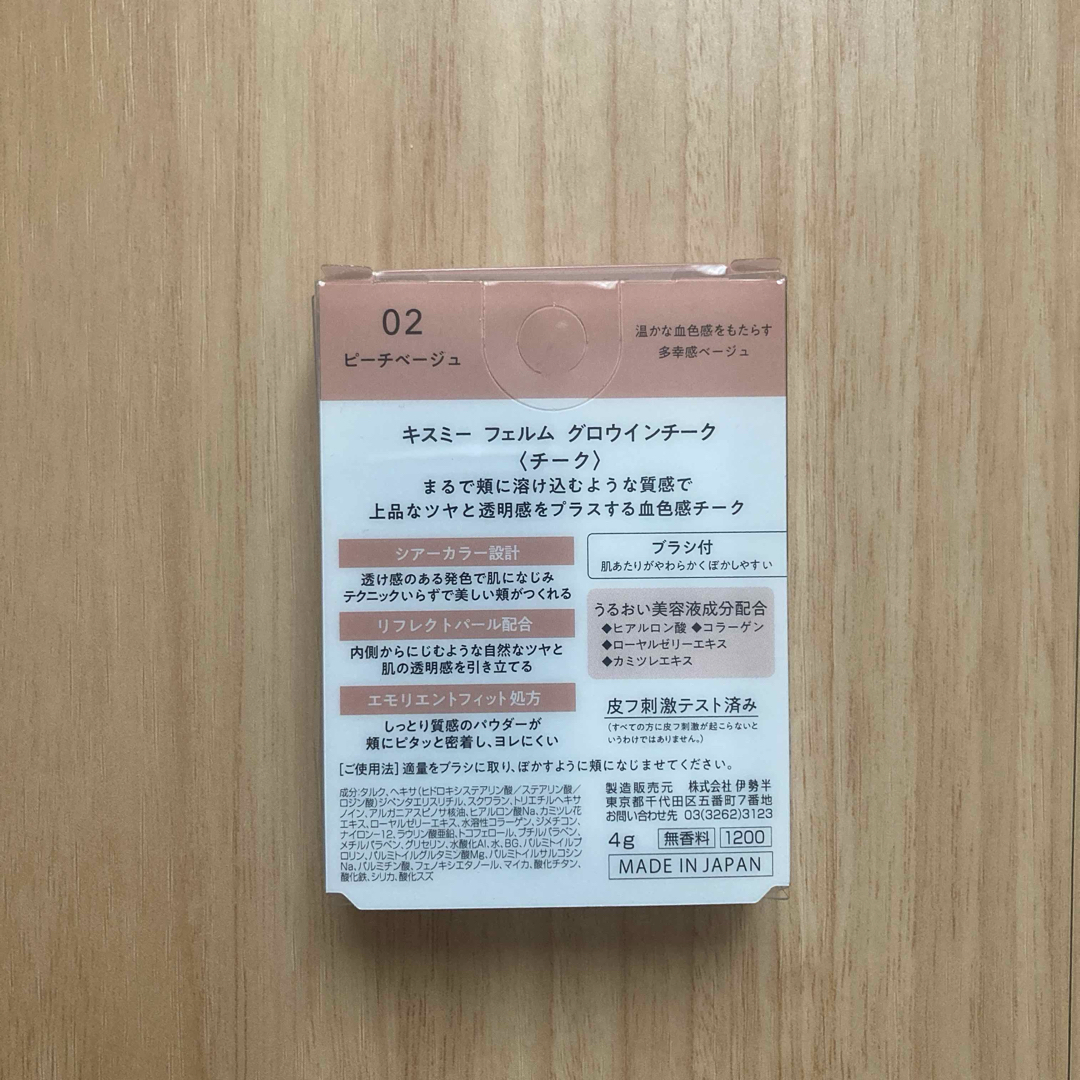 02
ピーチベージュ
温かな血色感をもたらす
多幸感ベージュ
キスミー フェルム グロウインチーク
〈チーク〉
まるで頬に溶け込むような質感で
上品なツヤと透明感をプラスする血色感チーク
シアーカラー設計
透け感のある発色で肌になじみ
テクニックいらずで美しい頬がつくれる
リフレクトパール配合
内側からにじむような自然なツヤと
肌の透明感を引き立てる
エモリエントフィット処方
しっとり質感のパウダーが
頬にピタッと密着し、ヨレにくい
ブラシ付
肌あたりがやわらかくぼかしやすい
うるおい美容液成分配合
◆ヒアルロン酸 ◆コラーゲン
◆ローヤルゼリーエキス
◆カミツレエキス
皮フ刺激テスト済み
(すべての方に皮フ刺激が起こらないと
いうわけではありません。)
[ご使用法]適量をブラシに取り、ぼかすように頬になじませてください。
成分:タルク、ヘキサ(ヒドロキシステアリン酸/ステアリン酸/
ロジン酸)ジペンタエリスリチル、スクワラン、トリエチルヘキサ
ノイン、アルガニアスピノサ核油、ヒアルロン酸Na、カミツレ花
エキス、ローヤルゼリーエキス、水溶性コラーゲン、ジメチコン、
ナイロン-12、ラウリン酸亜鉛、トコフェロール、ブチルパラベン、
メチルパラベン、グリセリン、水酸化Al、水、BG、パルミトイルプ
ロリン、パルミトイルグルタミン酸Mg、パルミトイルサルコシン
Na、パルミチン酸、フェノキシエタノール、マイカ、酸化チタン、
酸化鉄、シリカ、酸化スズ
製造販売元 株式会社 伊勢半
東京都千代田区五番町7番地
お問い合わせ先 03(3262)3123
4g 無香料 1200
MADE IN JAPAN